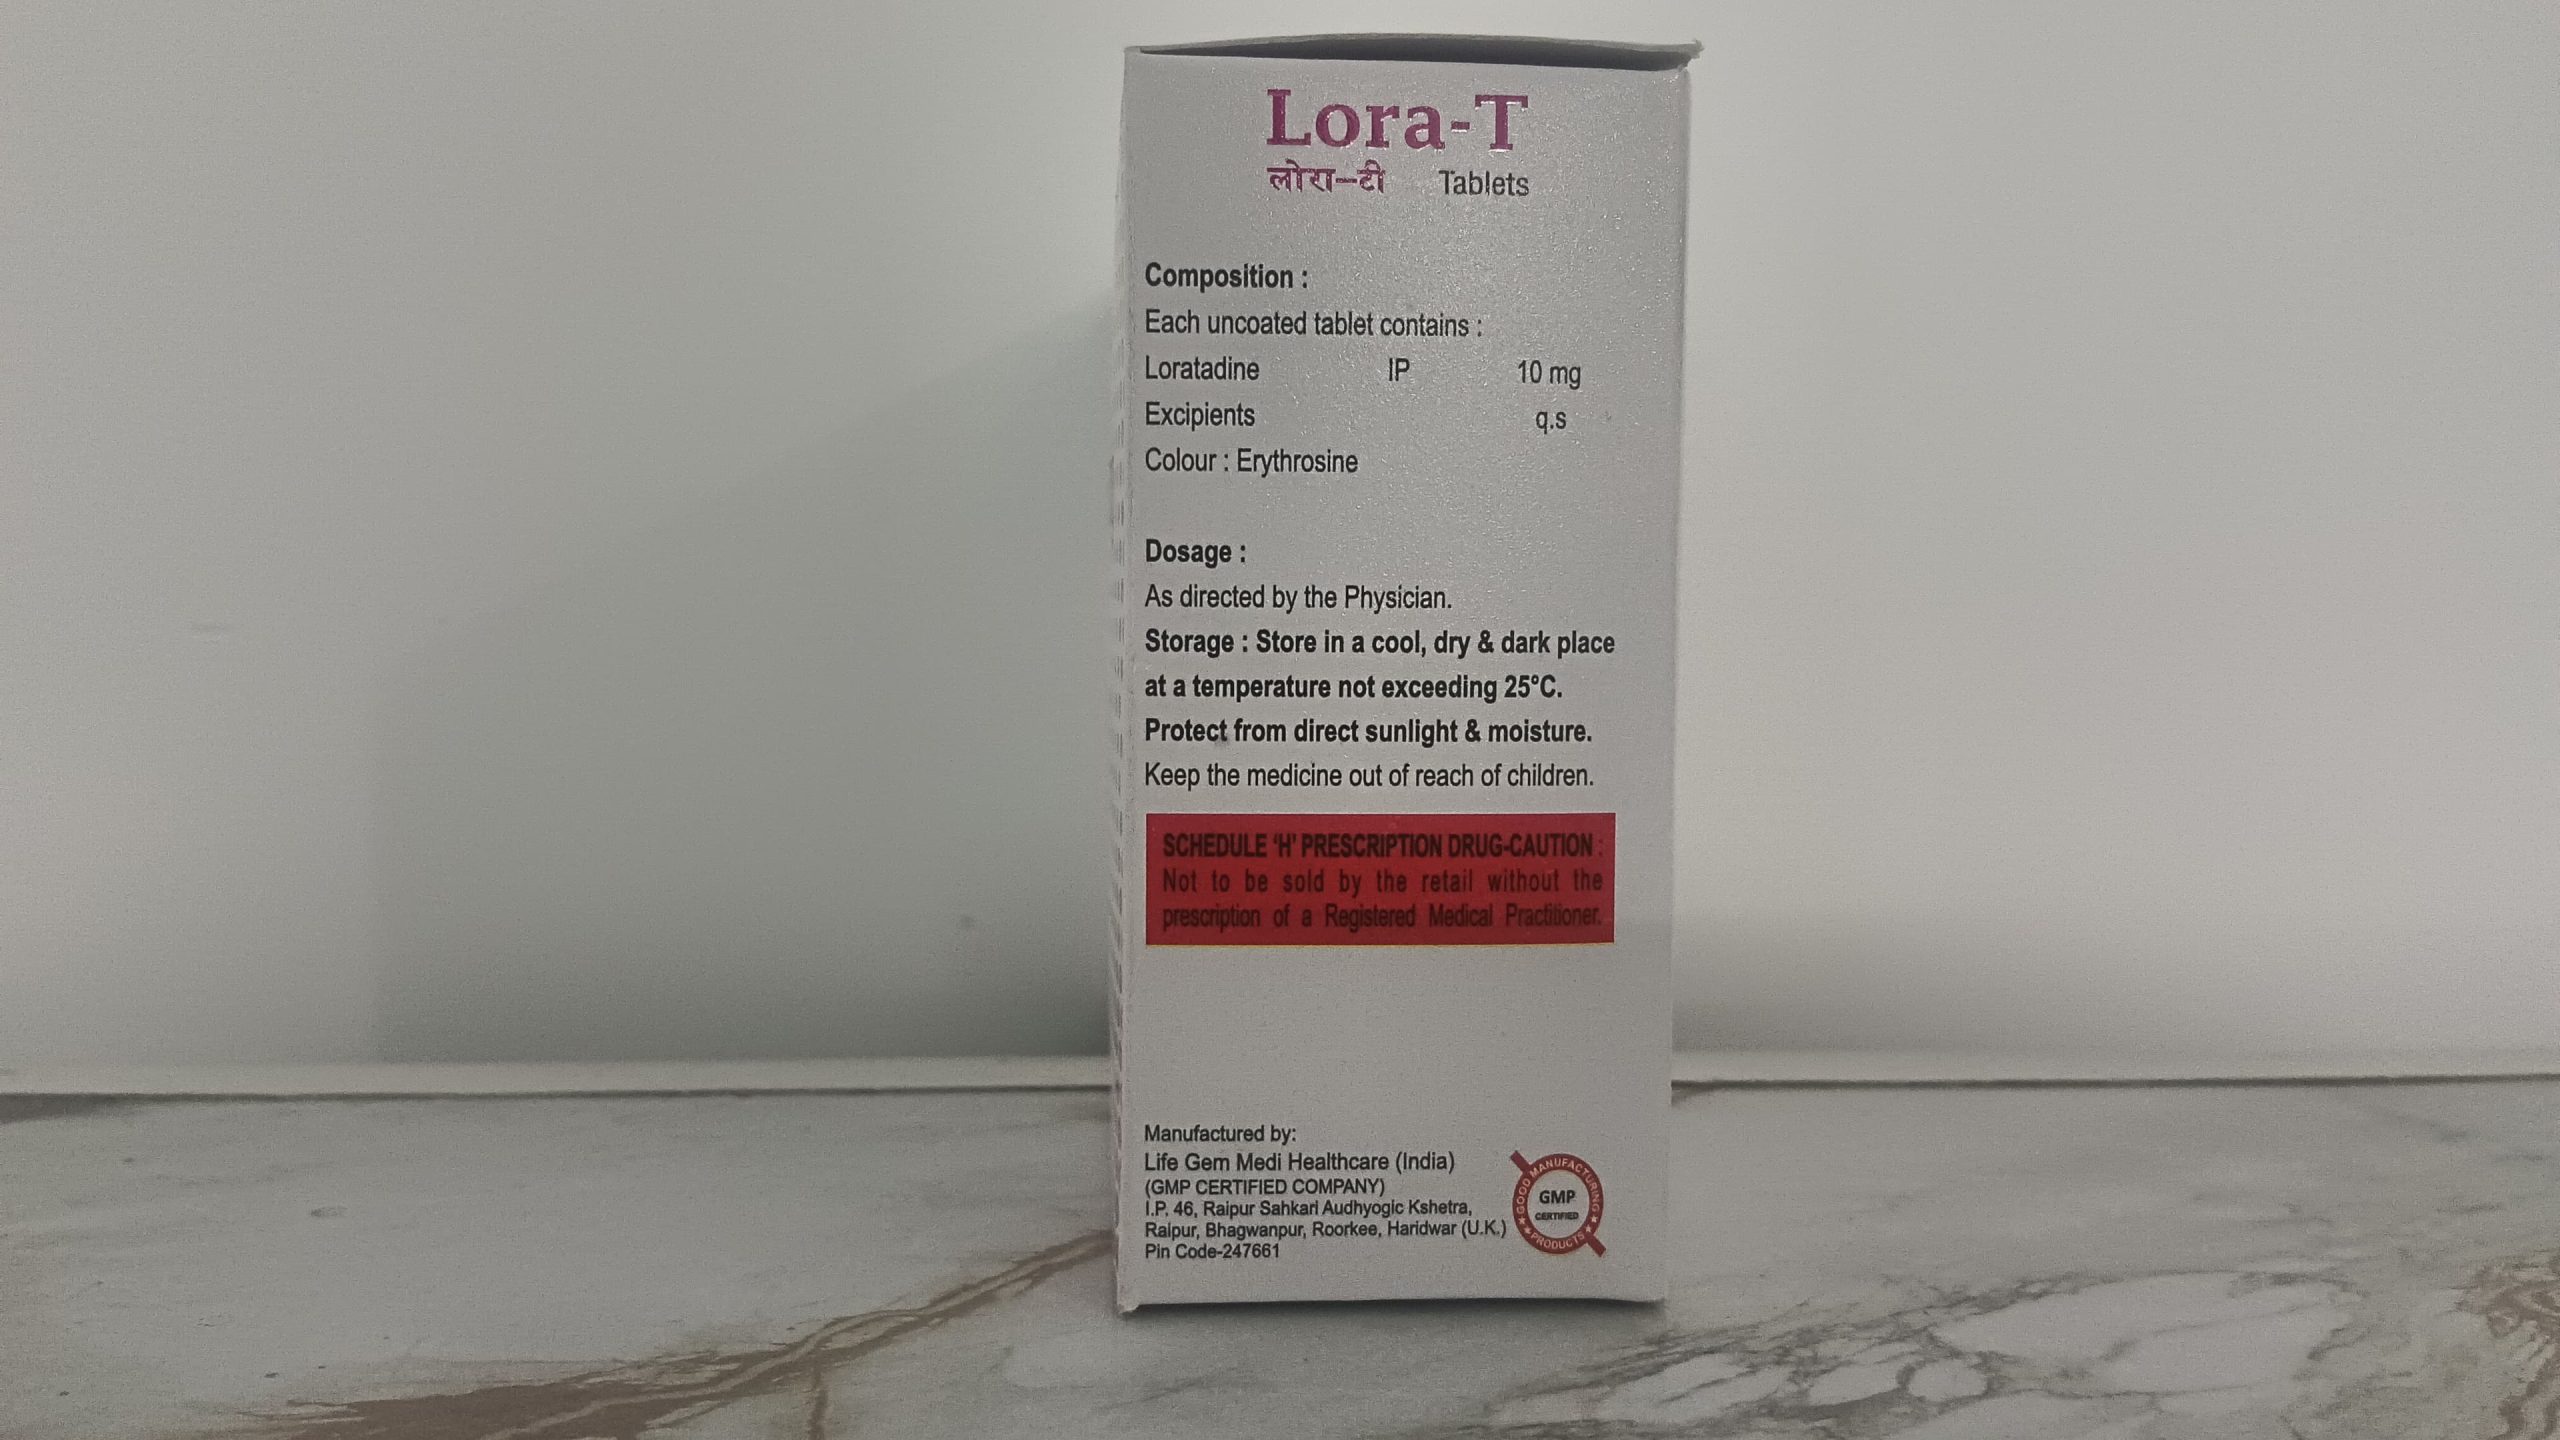 Lora-T
लोरा–टी Tablets
Composition :
Each uncoated tablet contains :
Loratadine IP 10 mg
Excipients q.s
Colour : Erythrosine
Dosage :
As directed by the Physician.
Storage : Store in a cool, dry & dark place
at a temperature not exceeding 25°C.
Protect from direct sunlight & moisture.
Keep the medicine out of reach of children.
SCHEDULE 'H' PRESCRIPTION DRUG-CAUTION :
Not to be sold by the retail without the
prescription of a Registered Medical Practitioner.
Manufactured by:
Life Gem Medi Healthcare (India)
(GMP CERTIFIED COMPANY)
I.P. 46, Raipur Sahkari Audhyogic Kshetra,
Raipur, Bhagwanpur, Roorkee, Haridwar (U.K.)
Pin Code-247661
GOOD MANUFACTURING
GMP
CERTIFIED
PRODUCTS